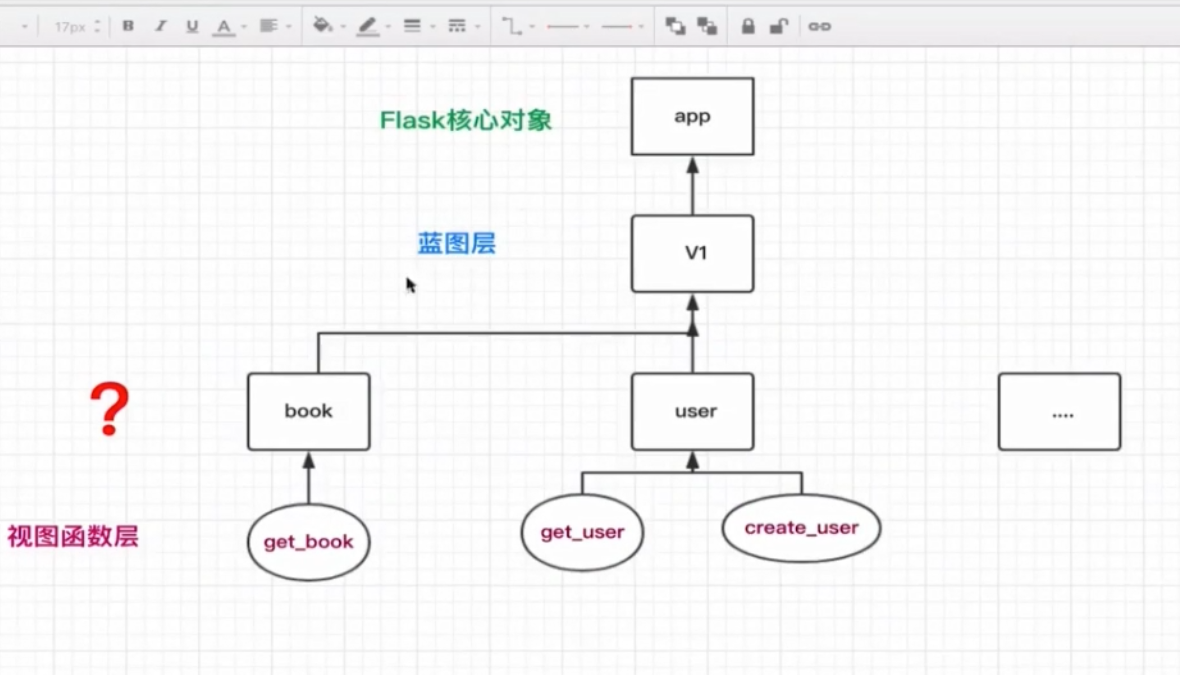 17px
B I U A
Flask核心对象
app
蓝图层
V1
?
book
user
....
视图函数层
get_book
get_user
create_user